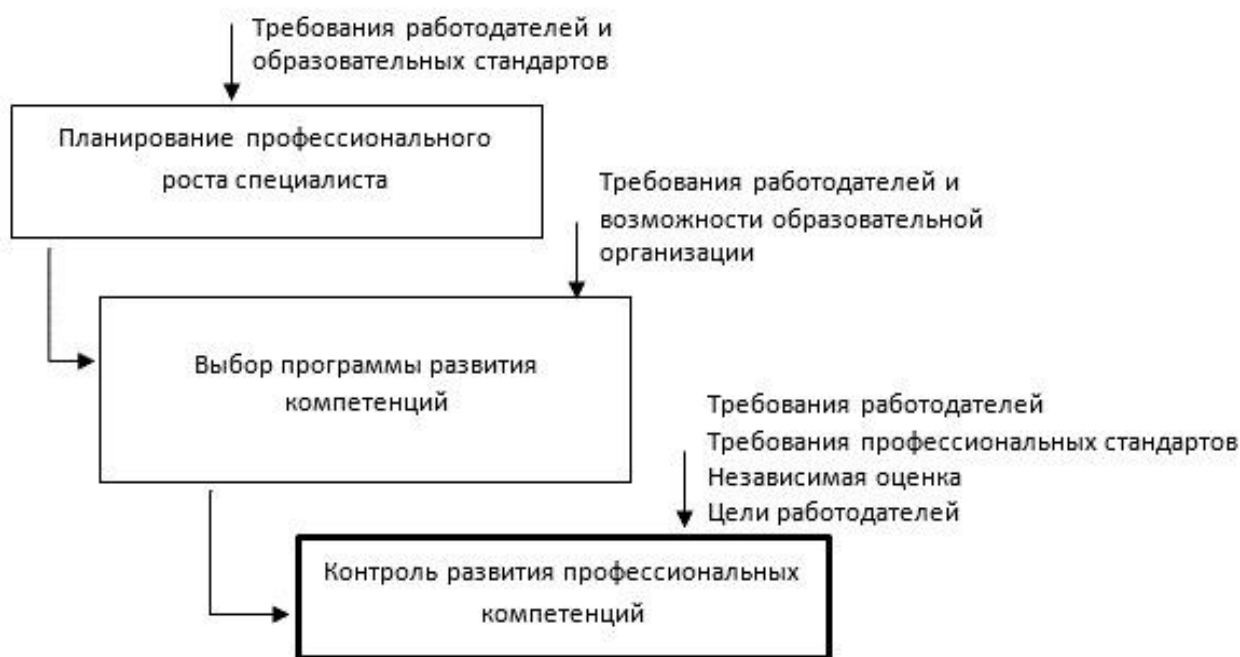 Требования работодателей и
образовательных стандартов
Планирование профессионального
роста специалиста
Требования работодателей и
возможности образовательной
организации
Выбор программы развития
компетенций
Требования работодателей
Требования профессиональных стандартов
Независимая оценка
Цели работодателей
Контроль развития профессиональных
компетенций